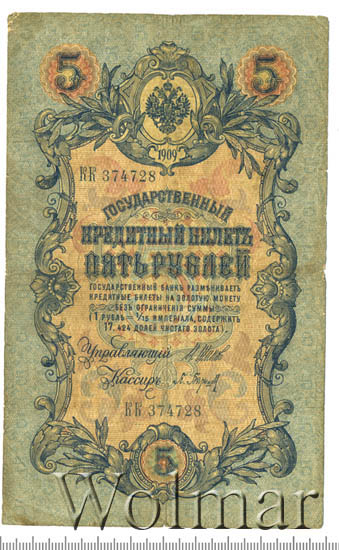 5 5
1909
КК 374728
ГОСУДАРСТВЕННЫЙ
КРЕДИТНЫЙ БИЛЕТЪ
ПЯТЬ РУБЛЕЙ
ГОСУДАРСТВЕННЫЙ БАНКЪ РАЗМѢНИВАЕТЪ
КРЕДИТНЫЕ БИЛЕТЫ НА ЗОЛОТУЮ МОНЕТУ
БЕЗЪ ОГРАНИЧЕНІЯ СУММЫ
(1 РУБЛЬ = 1/15 ИМПЕРІАЛА, СОДЕРЖИТЪ
17,424 ДОЛЕЙ ЧИСТАГО ЗОЛОТА).
Управляющій
Кассиръ
КК 374728
5
Wolmar